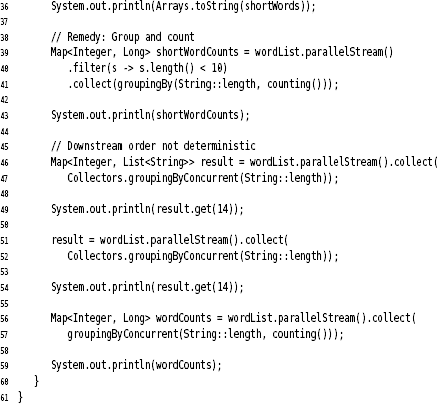 36 System.out.println(Arrays.toString(shortWords));
37
38 // Remedy: Group and count
39 Map<Integer, Long> shortWordCounts = wordList.parallelStream()
40 .filter(s -> s.length() < 10)
41 .collect(groupingBy(String::length, counting()));
42
43 System.out.println(shortWordCounts);
44
45 // Downstream order not deterministic
46 Map<Integer, List<String>> result = wordList.parallelStream().collect(
47 Collectors.groupingByConcurrent(String::length));
48
49 System.out.println(result.get(14));
50
51 result = wordList.parallelStream().collect(
52 Collectors.groupingByConcurrent(String::length));
53
54 System.out.println(result.get(14));
55
56 Map<Integer, Long> wordCounts = wordList.parallelStream().collect(
57 groupingByConcurrent(String::length, counting()));
58
59 System.out.println(wordCounts);
60 }
61 }